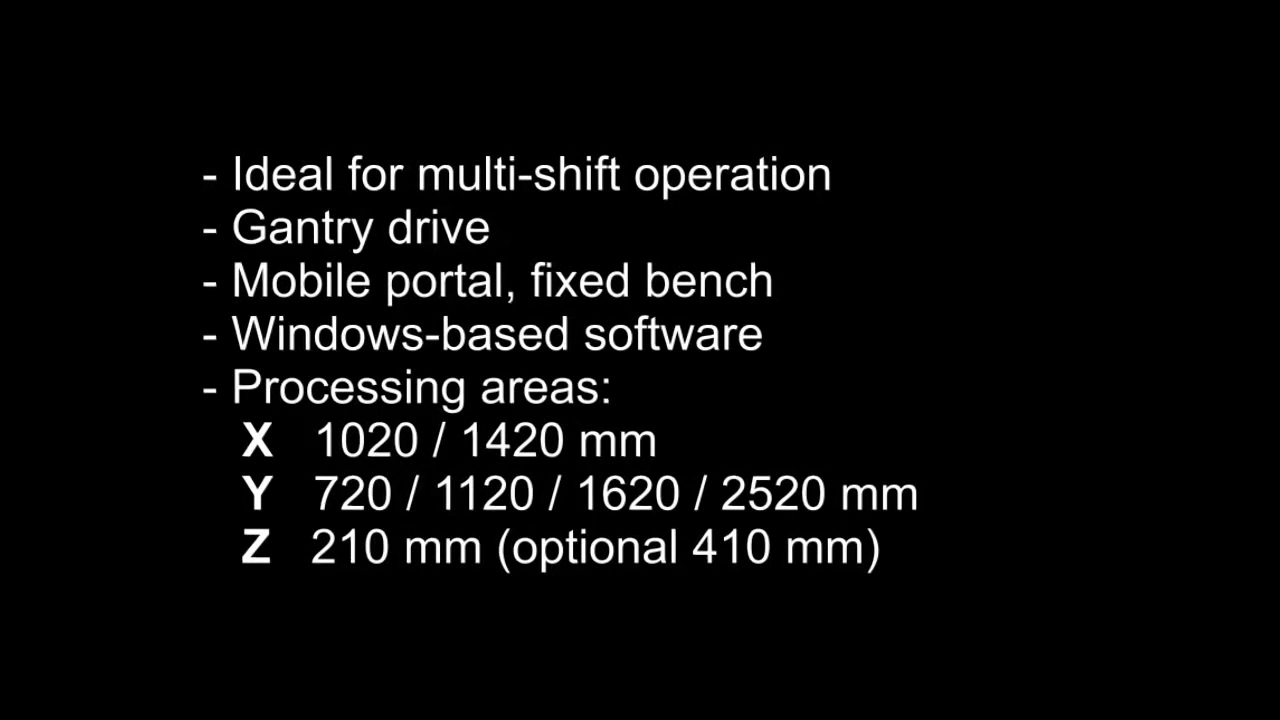 - Ideal for multi-shift operation
- Gantry drive
- Mobile portal, fixed bench
- Windows-based software
- Processing areas:
X 1020 / 1420 mm
Y 720 / 1120 / 1620 / 2520 mm
Z 210 mm (optional 410 mm)